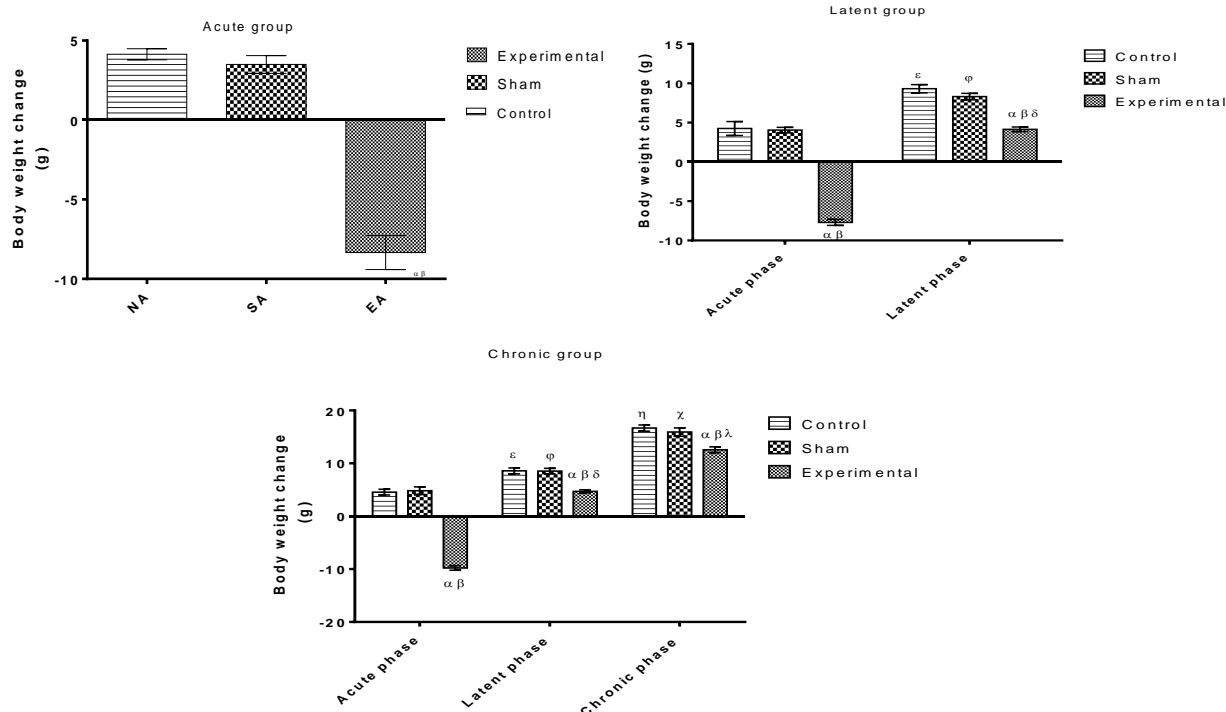 Acute group
Body weight change
(g)
5
0
-5
-10
NA
SA
EA
α β
Experimental
Sham
Control
Latent group
Body weight change (g)
15
10
5
0
-5
-10
ε
φ
α β δ
α β
Acute phase
Latent phase
Control
Sham
Experimental
Chronic group
Body weight change
(g)
20
10
0
-10
-20
η
χ
α β λ
ε
φ
α β δ
α β
Acute phase
Latent phase
Chronic phase
Control
Sham
Experimental